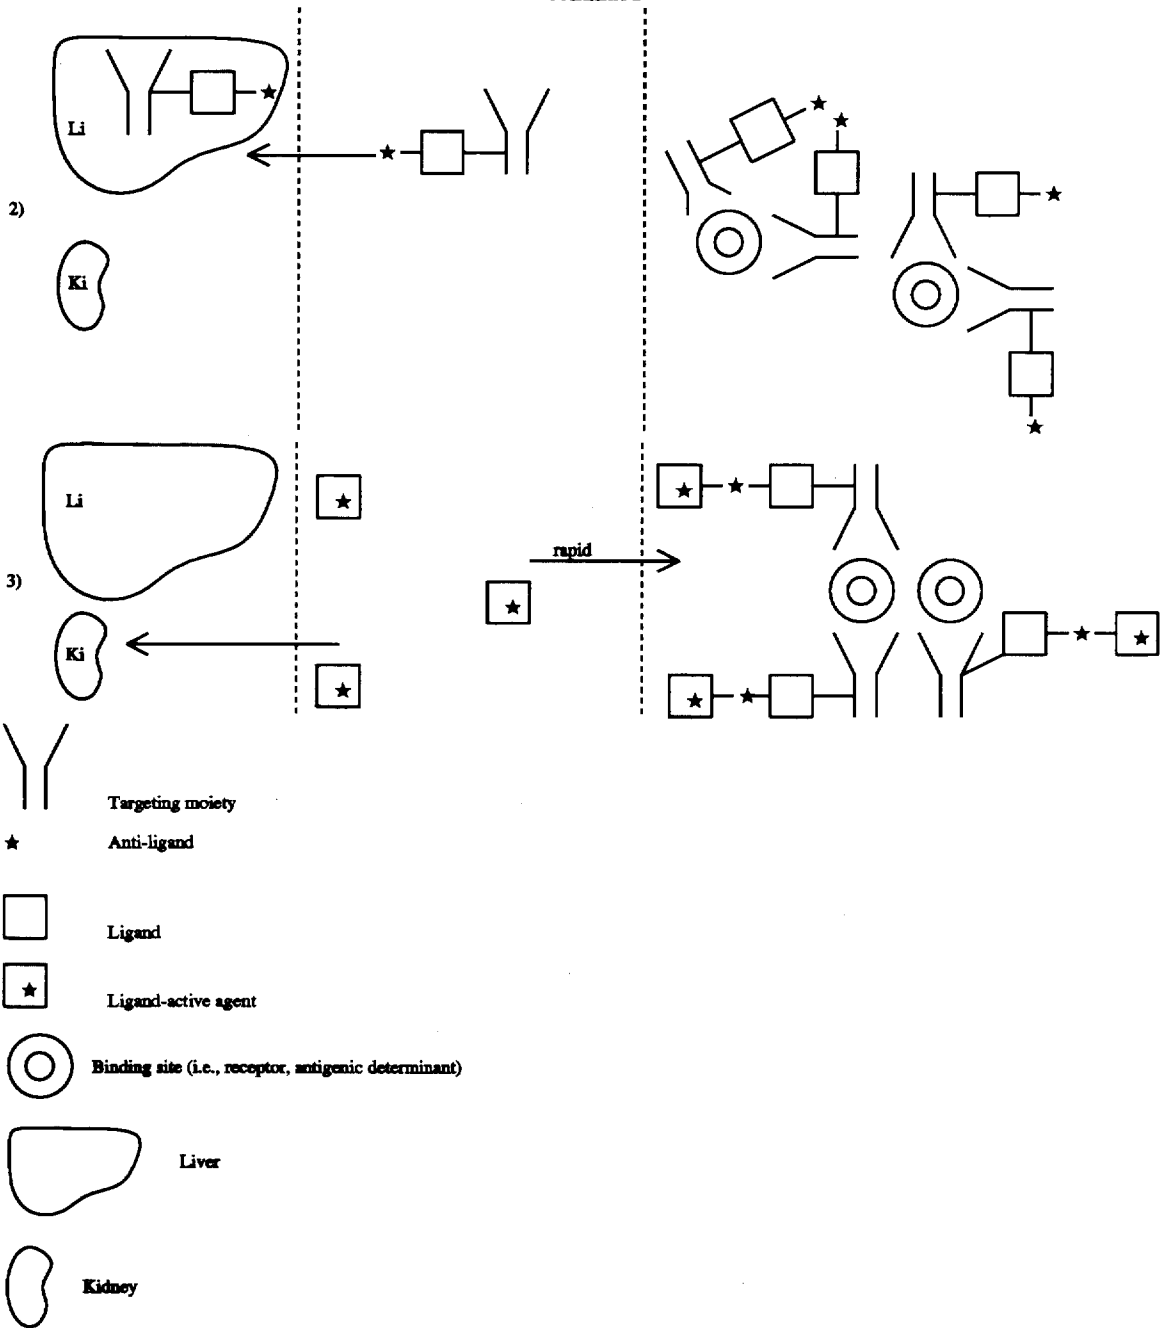 Li
2)
Ki
Li
rapid
3)
Ki
Targeting moiety
Anti-ligand
Ligand
Ligand-active agent
Binding site (i.e., receptor, antigenic determinant)
Liver
Kidney